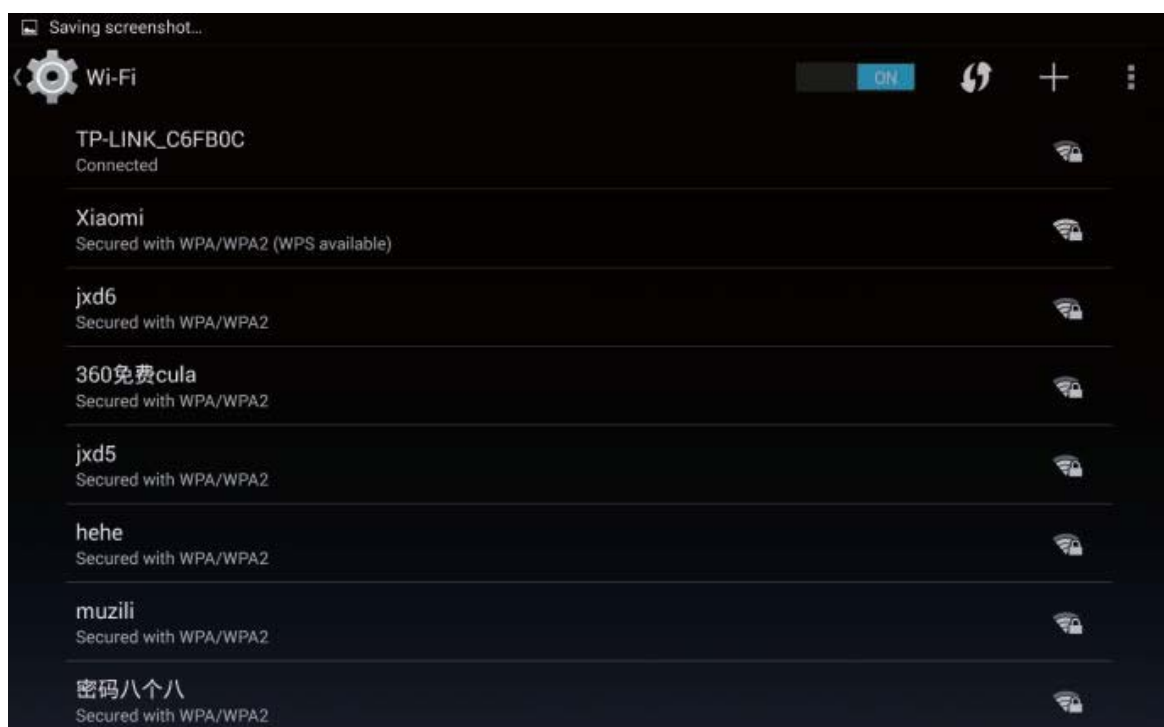 Saving screenshot...
Wi-Fi
ON
TP-LINK_C6FB0C
Connected
Xiaomi
Secured with WPA/WPA2 (WPS available)
jxd6
Secured with WPA/WPA2
360免费cula
Secured with WPA/WPA2
jxd5
Secured with WPA/WPA2
hehe
Secured with WPA/WPA2
muzili
Secured with WPA/WPA2
密码八个八
Secured with WPA/WPA2